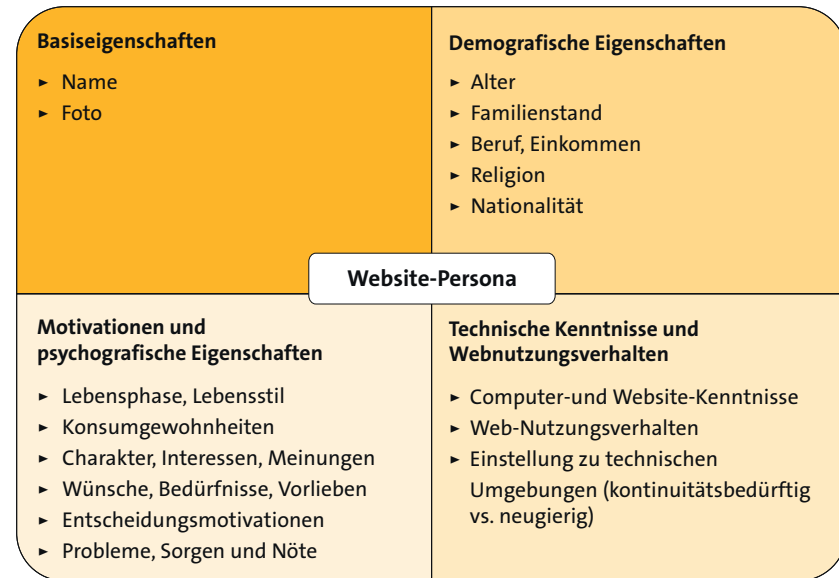 Basiseigenschaften
► Name
► Foto
Demografische Eigenschaften
► Alter
► Familienstand
► Beruf, Einkommen
► Religion
► Nationalität
Website-Persona
Motivationen und
psychografische Eigenschaften
► Lebensphase, Lebensstil
► Konsumgewohnheiten
► Charakter, Interessen, Meinungen
► Wünsche, Bedürfnisse, Vorlieben
► Entscheidungsmotivationen
► Probleme, Sorgen und Nöte
Technische Kenntnisse und
Webnutzungsverhalten
► Computer-und Website-Kenntnisse
► Web-Nutzungsverhalten
► Einstellung zu technischen
Umgebungen (kontinuitätsbedürftig
vs. neugierig)